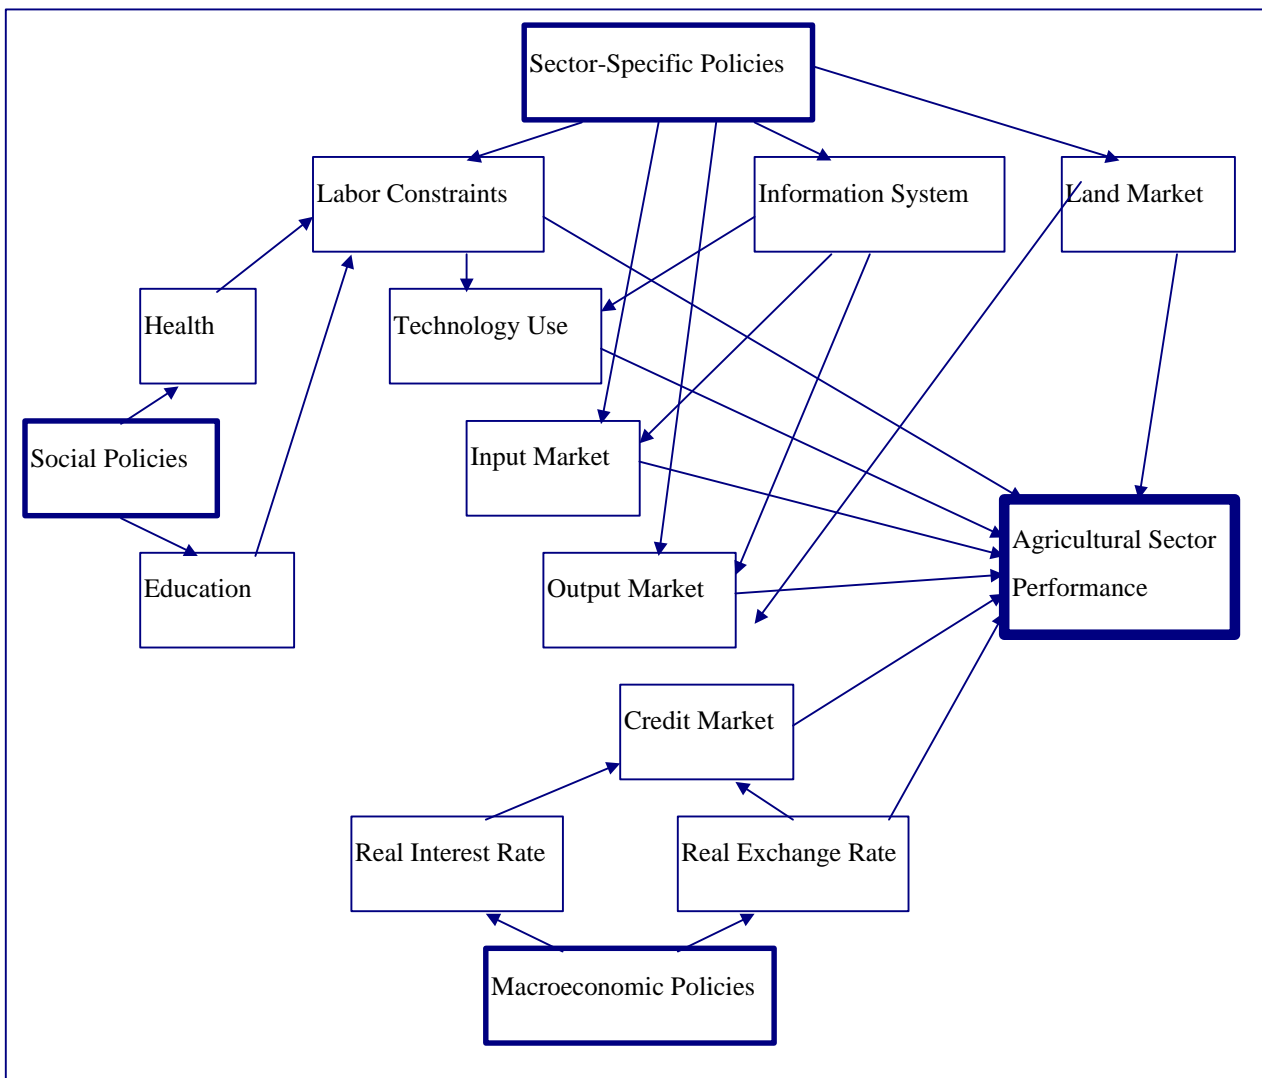 Sector-Specific Policies
Labor Constraints
Information System
Land Market
Health
Technology Use
Social Policies
Input Market
Agricultural Sector
Performance
Education
Output Market
Credit Market
Real Interest Rate
Real Exchange Rate
Macroeconomic Policies